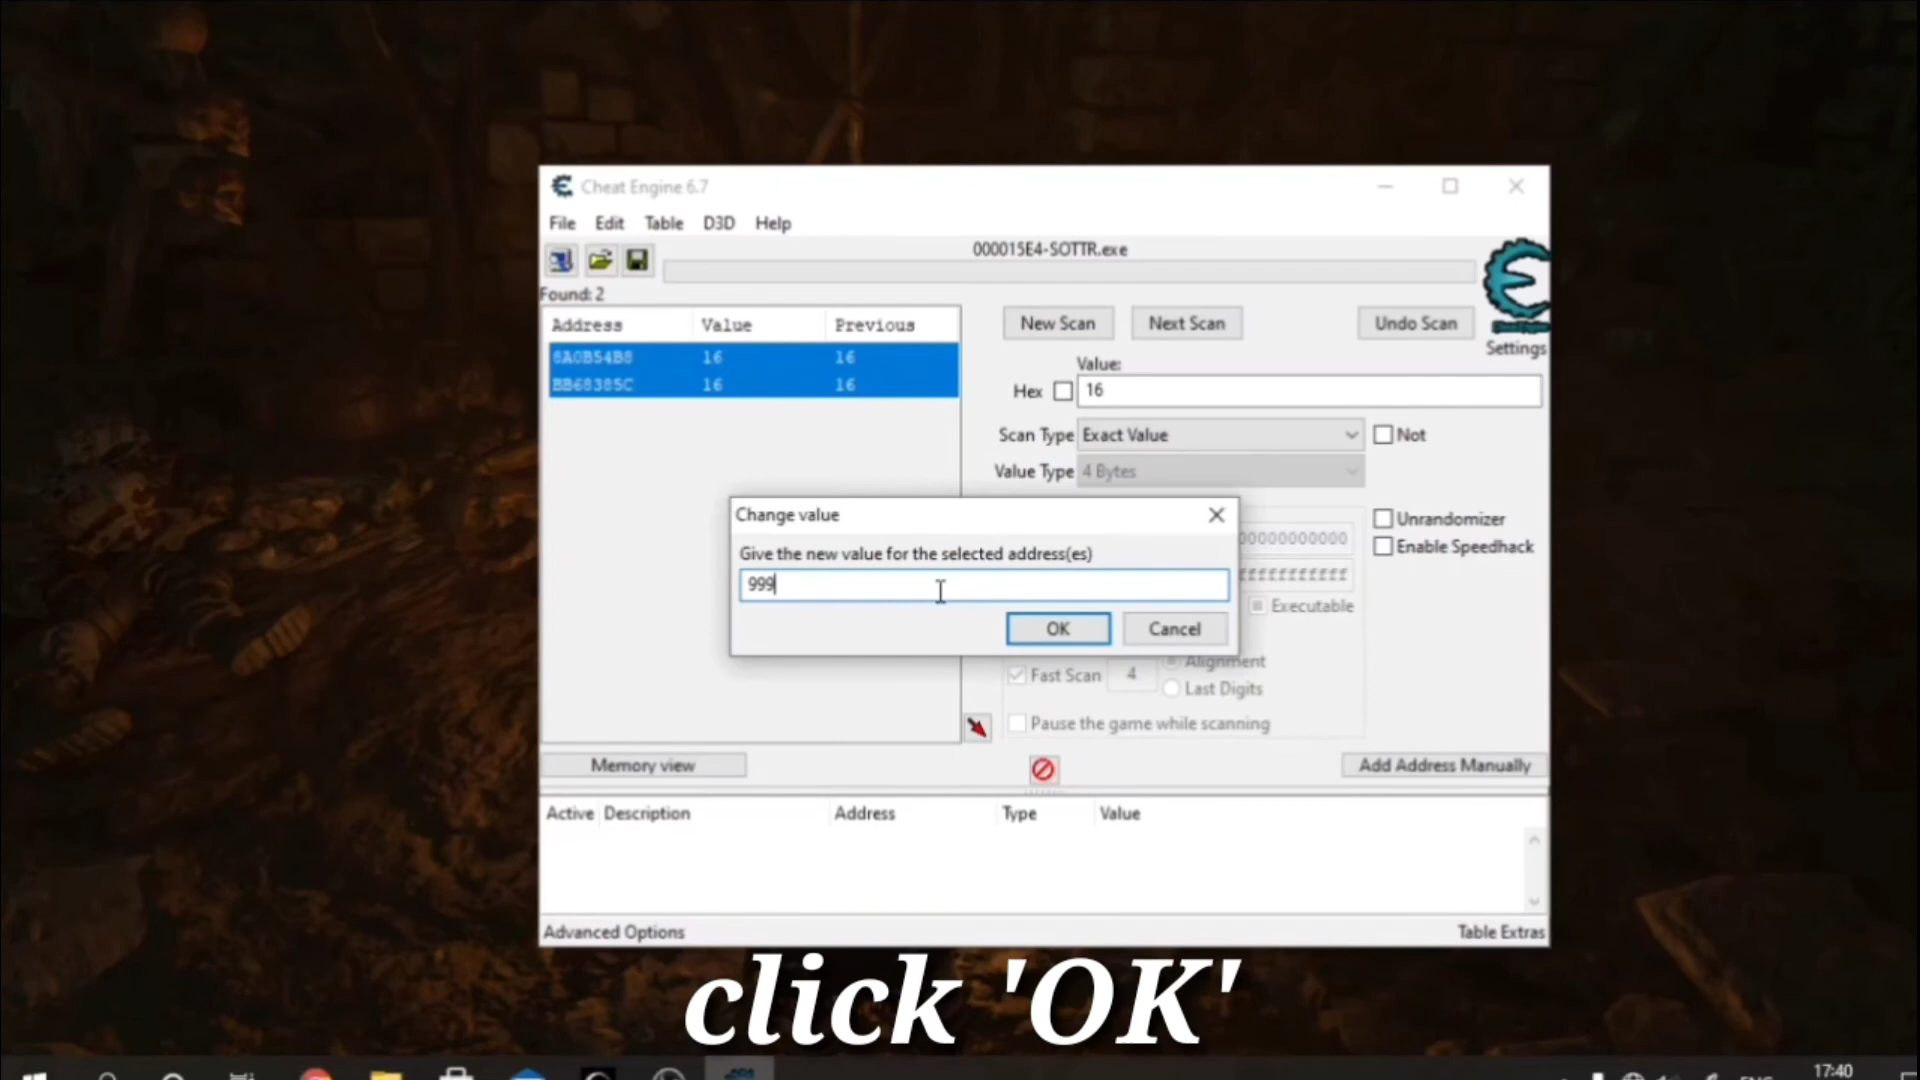 Cheat Engine 6.7
File Edit Table D3D Help
000015E4-SOTTR.exe
Found: 2
Address Value Previous
8A0B54B8 16 16
BB68385C 16 16
New Scan Next Scan Undo Scan
Settings
Value:
Hex 16
Scan Type Exact Value Not
Value Type 4 Bytes
Change value
Give the new value for the selected address(es)
999
OK Cancel
00000000000
fffffffffff
Unrandomizer
Enable Speedhack
Executable
Fast Scan 4 Alignment
Last Digits
Pause the game while scanning
Memory view Add Address Manually
Active Description Address Type Value
Advanced Options Table Extras
click 'OK'
17:40